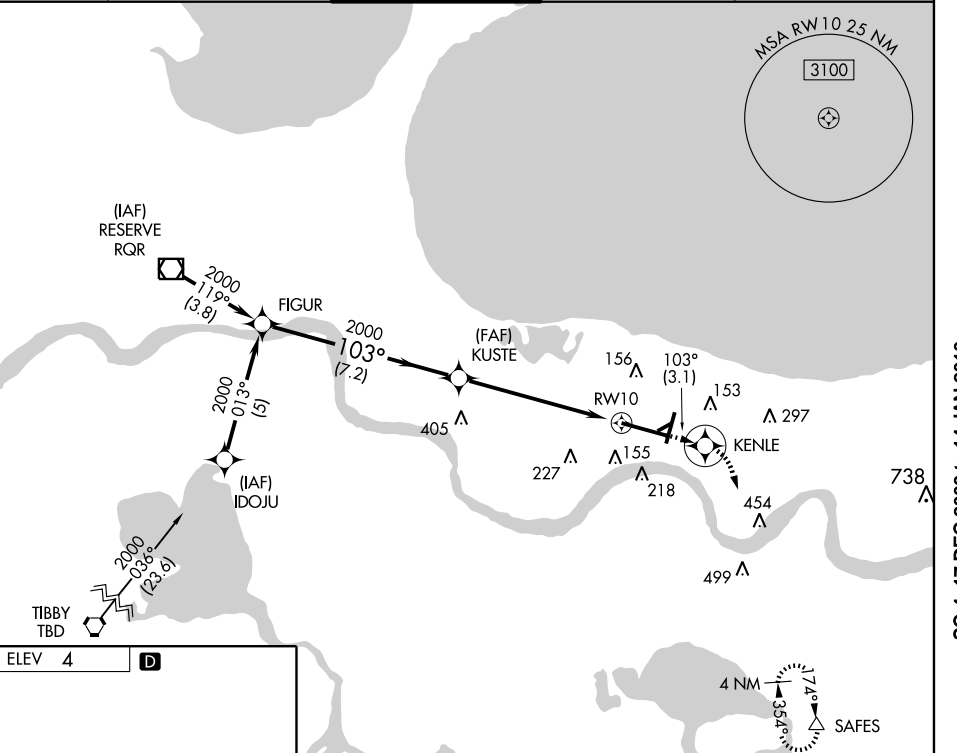 MSA RW10 25 NM
3100
(IAF)
RESERVE
RQR
2000
119°
(3.8)
FIGUR
2000
103°
(7.2)
(FAF)
KUSTE
2000
013°
(5)
405
156
103°
(3.1)
RW10
153
297
KENLE
227
155
218
738
454
499
(IAF)
IDOJU
2000
036°
(23.6)
TIBBY
TBD
ELEV 4
D
4 NM
174°
354°
SAFES